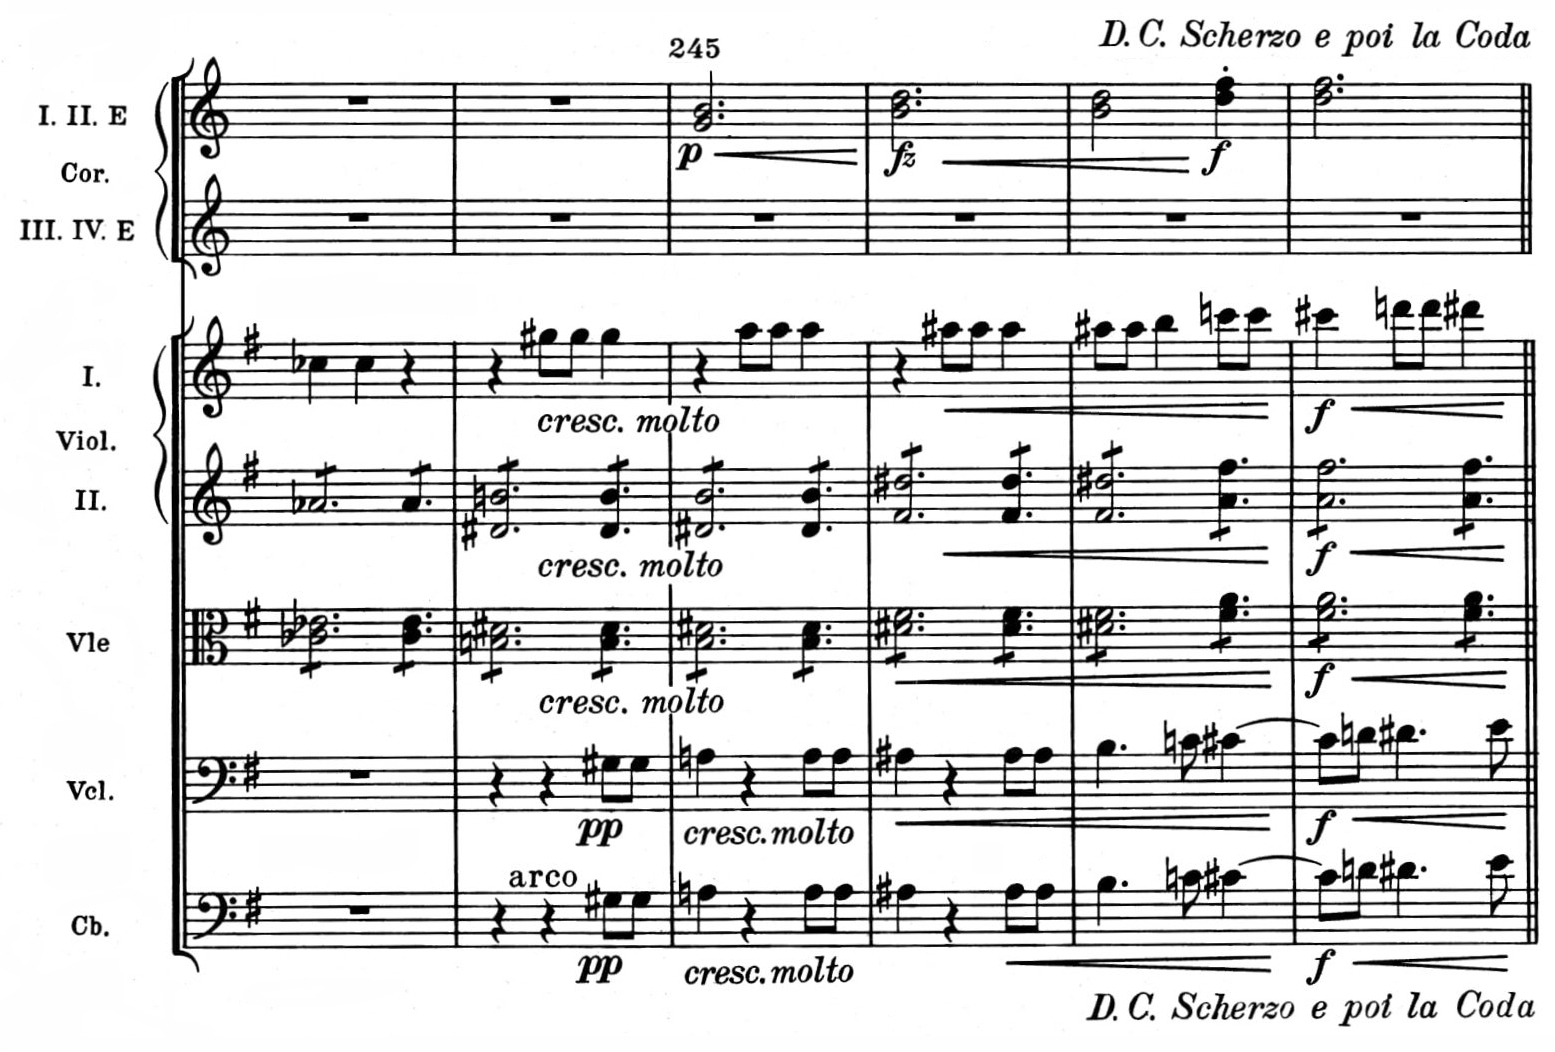 D. C. Scherzo e poi la Coda
245
I. II. E
Cor.
III. IV. E
p
fz
f
I.
Viol.
II.
cresc. molto
f
cresc. molto
f
Vle
cresc. molto
f
Vcl.
pp
cresc. molto
f
arco
Cb.
pp
cresc. molto
f
D. C. Scherzo e poi la Coda